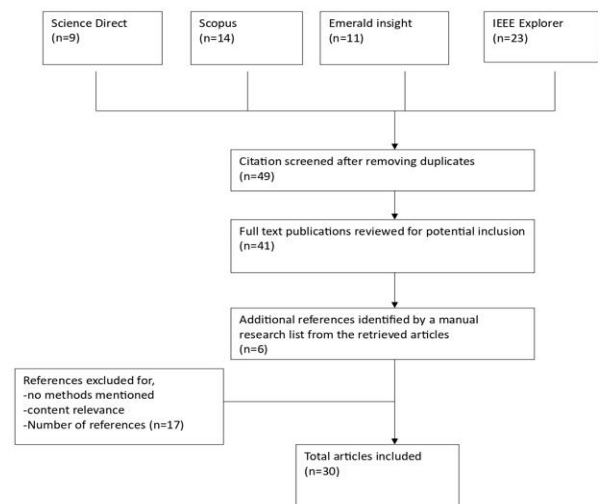 Science Direct
(n=9)
Scopus
(n=14)
Emerald insight
(n=11)
IEEE Explorer
(n=23)
Citation screened after removing duplicates
(n=49)
Full text publications reviewed for potential inclusion
(n=41)
Additional references identified by a manual
research list from the retrieved articles
(n=6)
References excluded for,
-no methods mentioned
-content relevance
-Number of references (n=17)
Total articles included
(n=30)